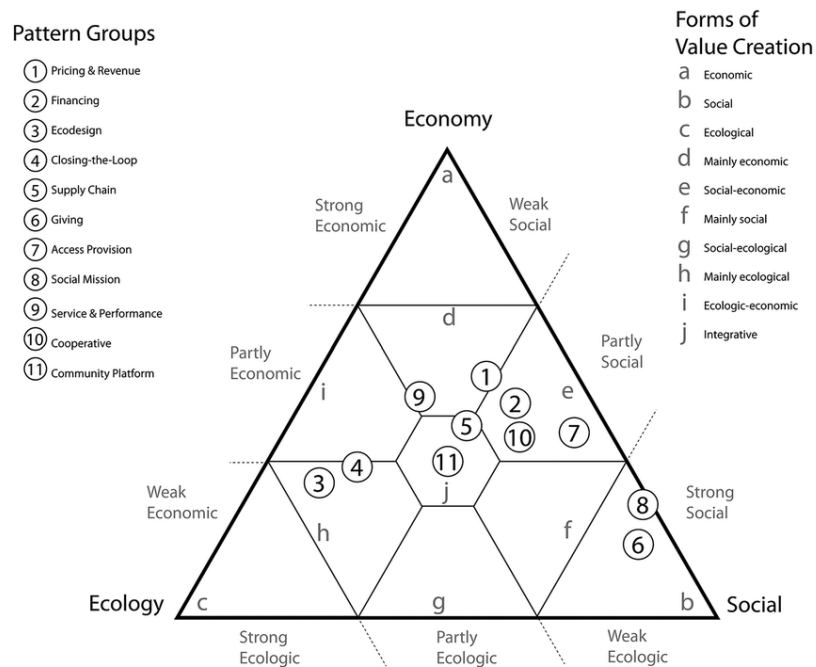 Pattern Groups
1 Pricing & Revenue
2 Financing
3 Ecodesign
4 Closing-the-Loop
5 Supply Chain
6 Giving
7 Access Provision
8 Social Mission
9 Service & Performance
10 Cooperative
11 Community Platform
Forms of
Value Creation
a Economic
b Social
c Ecological
d Mainly economic
e Social-economic
f Mainly social
g Social-ecological
h Mainly ecological
i Ecologic-economic
j Integrative
Economy
a
Strong
Economic
Weak
Social
d
Partly
Economic
Partly
Social
i
e
1
9
2
5
10
7
11
4
3
j
Weak
Economic
Strong
Social
8
6
h
f
Ecology
c
g
b
Social
Strong
Ecologic
Partly
Ecologic
Weak
Ecologic